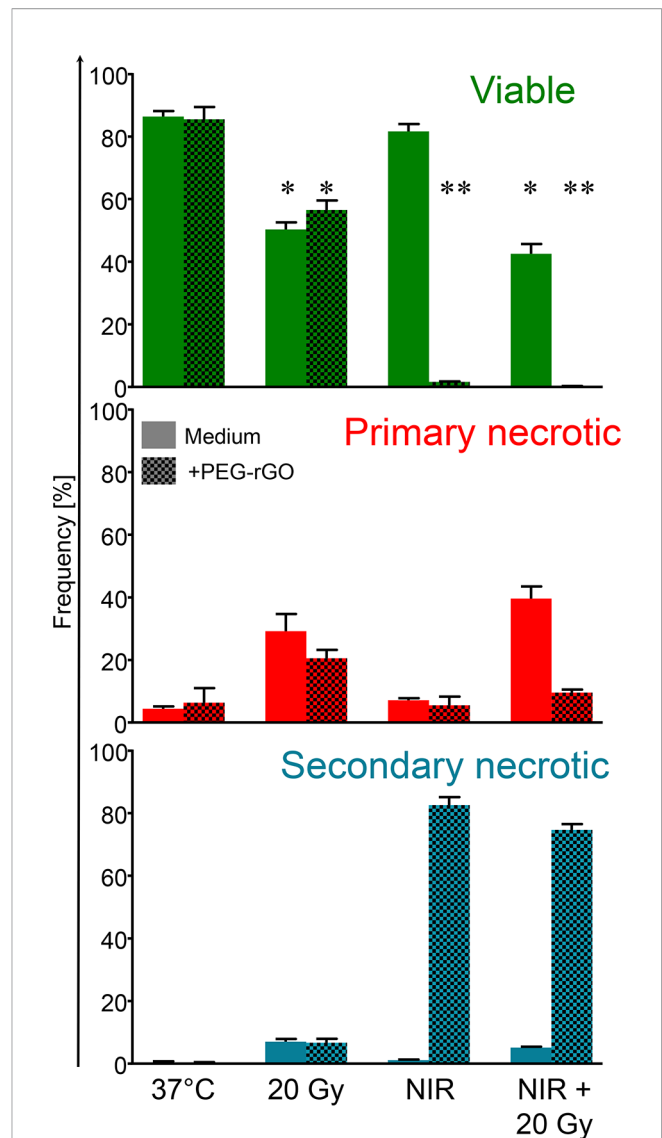 Viable
100
80
60
40
20
0
* * ** * **
Primary necrotic
100
80
60
40
20
0
Medium
+PEG-rGO
Frequency [%]
Secondary necrotic
100
80
60
40
20
0
37°C 20 Gy NIR NIR +
20 Gy